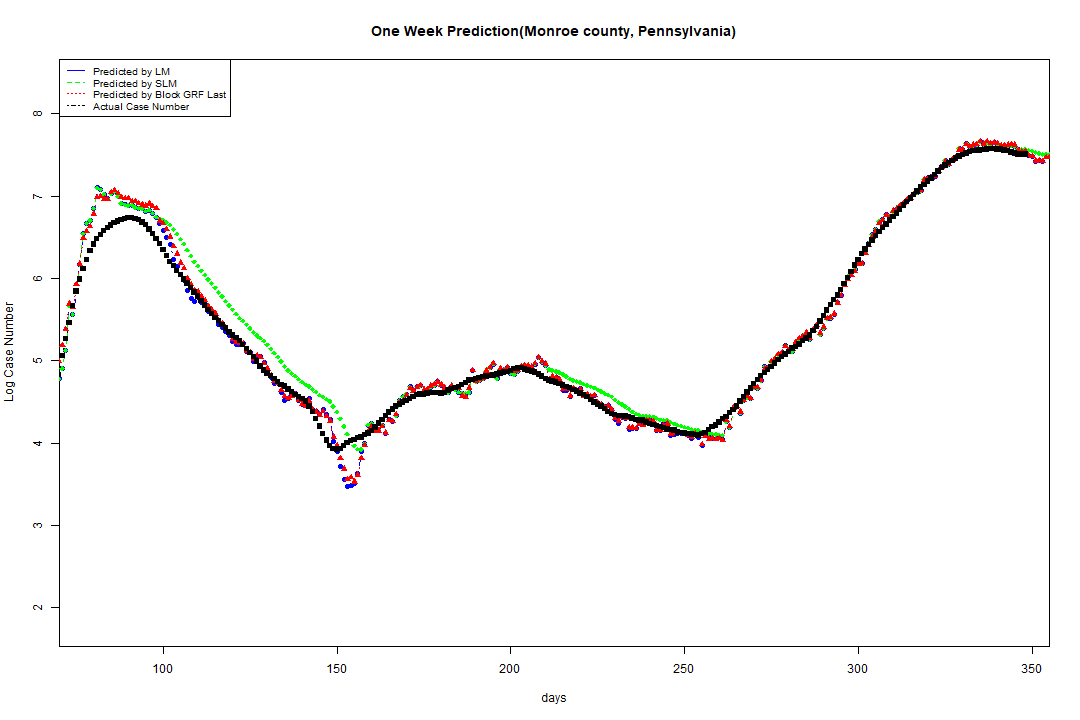 One Week Prediction(Monroe county, Pennsylvania)
Predicted by LM
Predicted by SLM
Predicted by Block GRF Last
Actual Case Number
8
7
6
5
4
3
2
Log Case Number
100 150 200 250 300 350
days